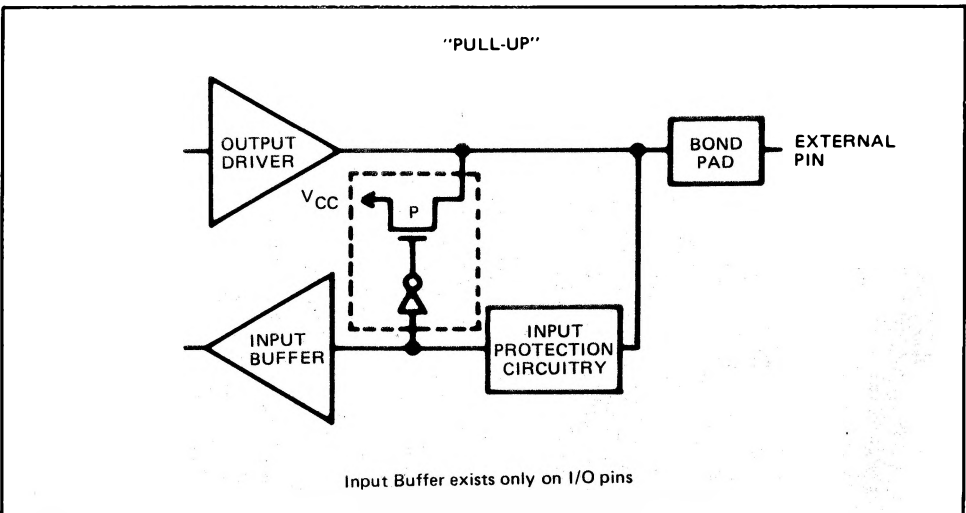 "PULL-UP"
OUTPUT
DRIVER
BOND
PAD
EXTERNAL
PIN
VCC
P
INPUT
BUFFER
INPUT
PROTECTION
CIRCUITRY
Input Buffer exists only on I/O pins